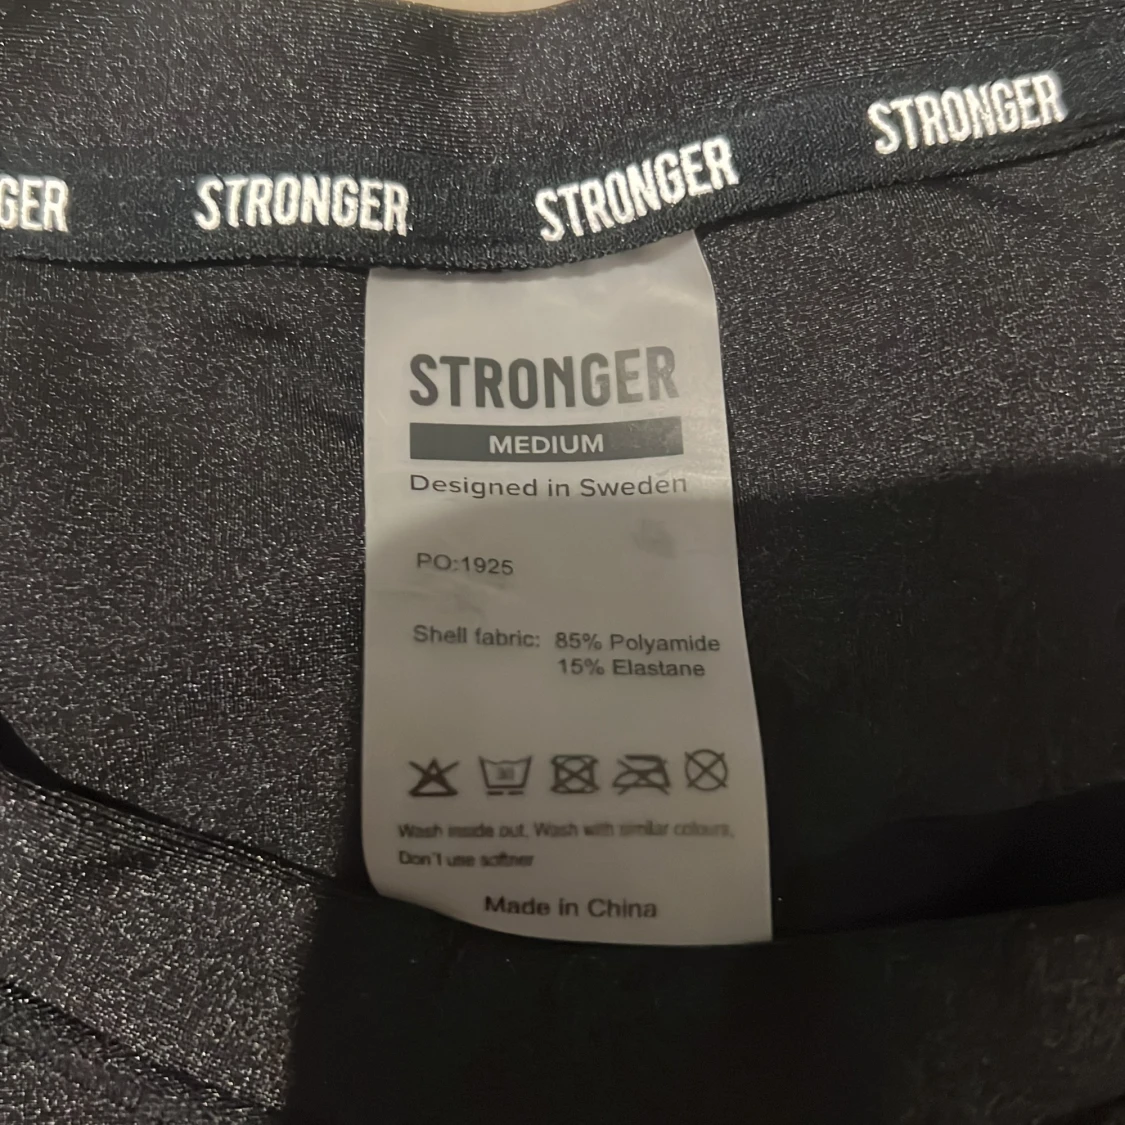 GER STRONGER STRONGER STRONGER
STRONGER
MEDIUM
Designed in Sweden
PO:1925
Shell fabric: 85% Polyamide
15% Elastane
Wash inside out, Wash with similar colours,
Don't use softner
Made in China